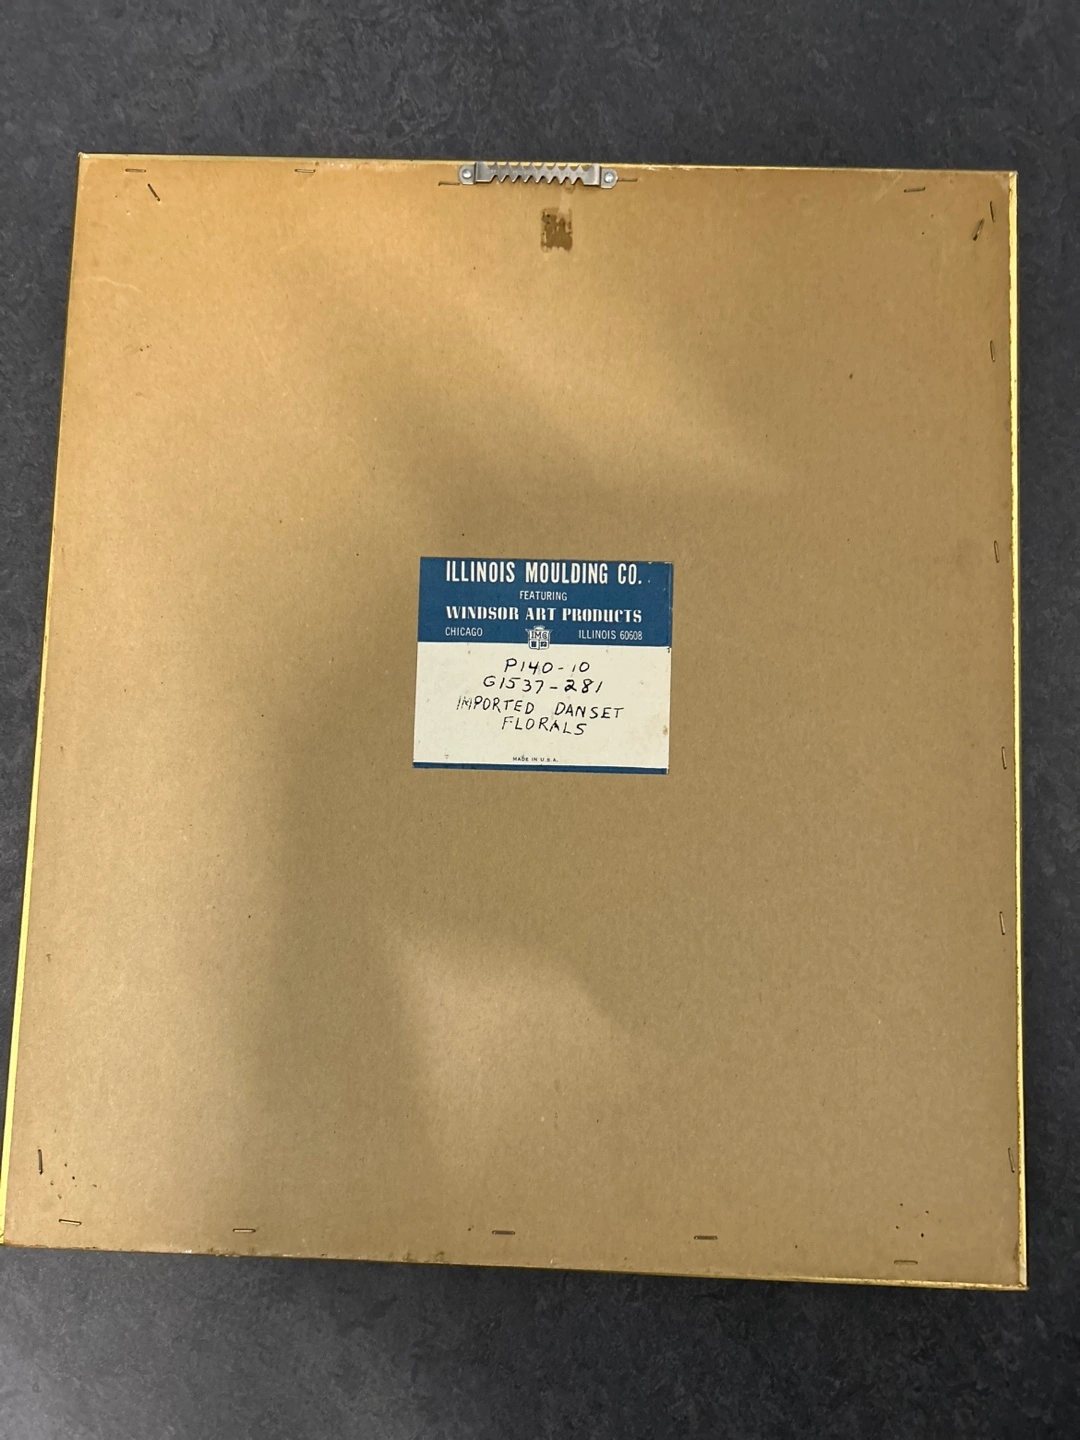 ILLINOIS MOULDING CO.
FEATURING
WINDSOR ART PRODUCTS
CHICAGO ILLINOIS 60608
IMC
P140-10
G1537-281
IMPORTED DANSET
FLORALS
MADE IN U.S.A.